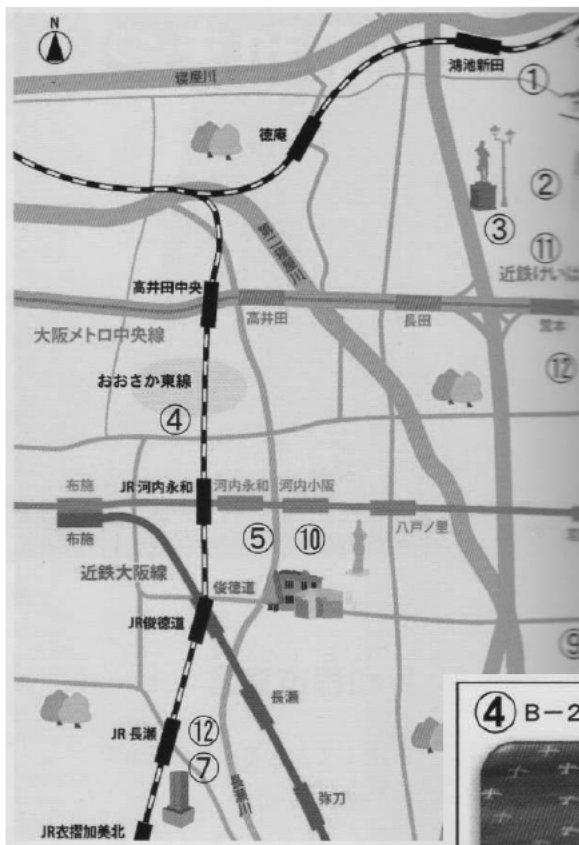 N
鴻池新田
①
寝屋川
徳庵
②
③
第二寝屋川
⑪
近鉄けいは
高井田中央
高井田
長田
荒本
大阪メトロ中央線
⑫
おおさか東線
④
布施
JR河内永和
河内永和
河内小阪
八戸ノ里
布施
⑤
⑩
近鉄大阪線
俊徳道
JR俊徳道
⑨
長瀬
④ B-2
JR長瀬
⑫
⑦
長瀬川
弥刀
JR衣摺加美北